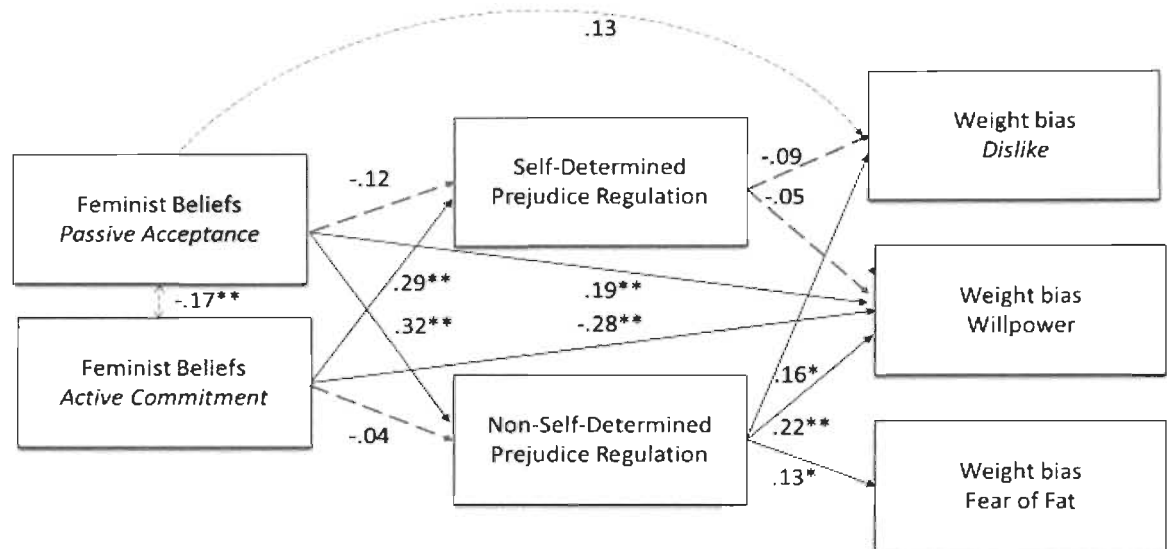 .13
Weight bias
Dislike
Self-Determined
Prejudice Regulation
-.09
-.05
-.12
Feminist Beliefs
Passive Acceptance
.29**
.19**
-.17**
.32**
-.28**
Weight bias
Willpower
Feminist Beliefs
Active Commitment
-.04
Non-Self-Determined
Prejudice Regulation
.16*
.22**
.13*
Weight bias
Fear of Fat